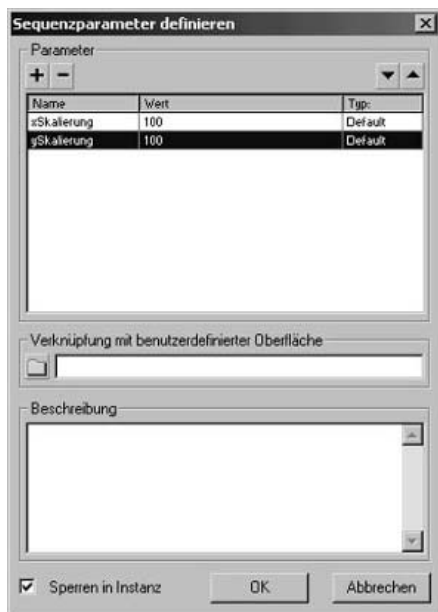 Sequenzparameter definieren
Parameter
Name Wert Typ:
xSkalierung 100 Default
ySkalierung 100 Default
Verknüpfung mit benutzerdefinierter Oberfläche
Beschreibung
Sperren in Instanz OK Abbrechen